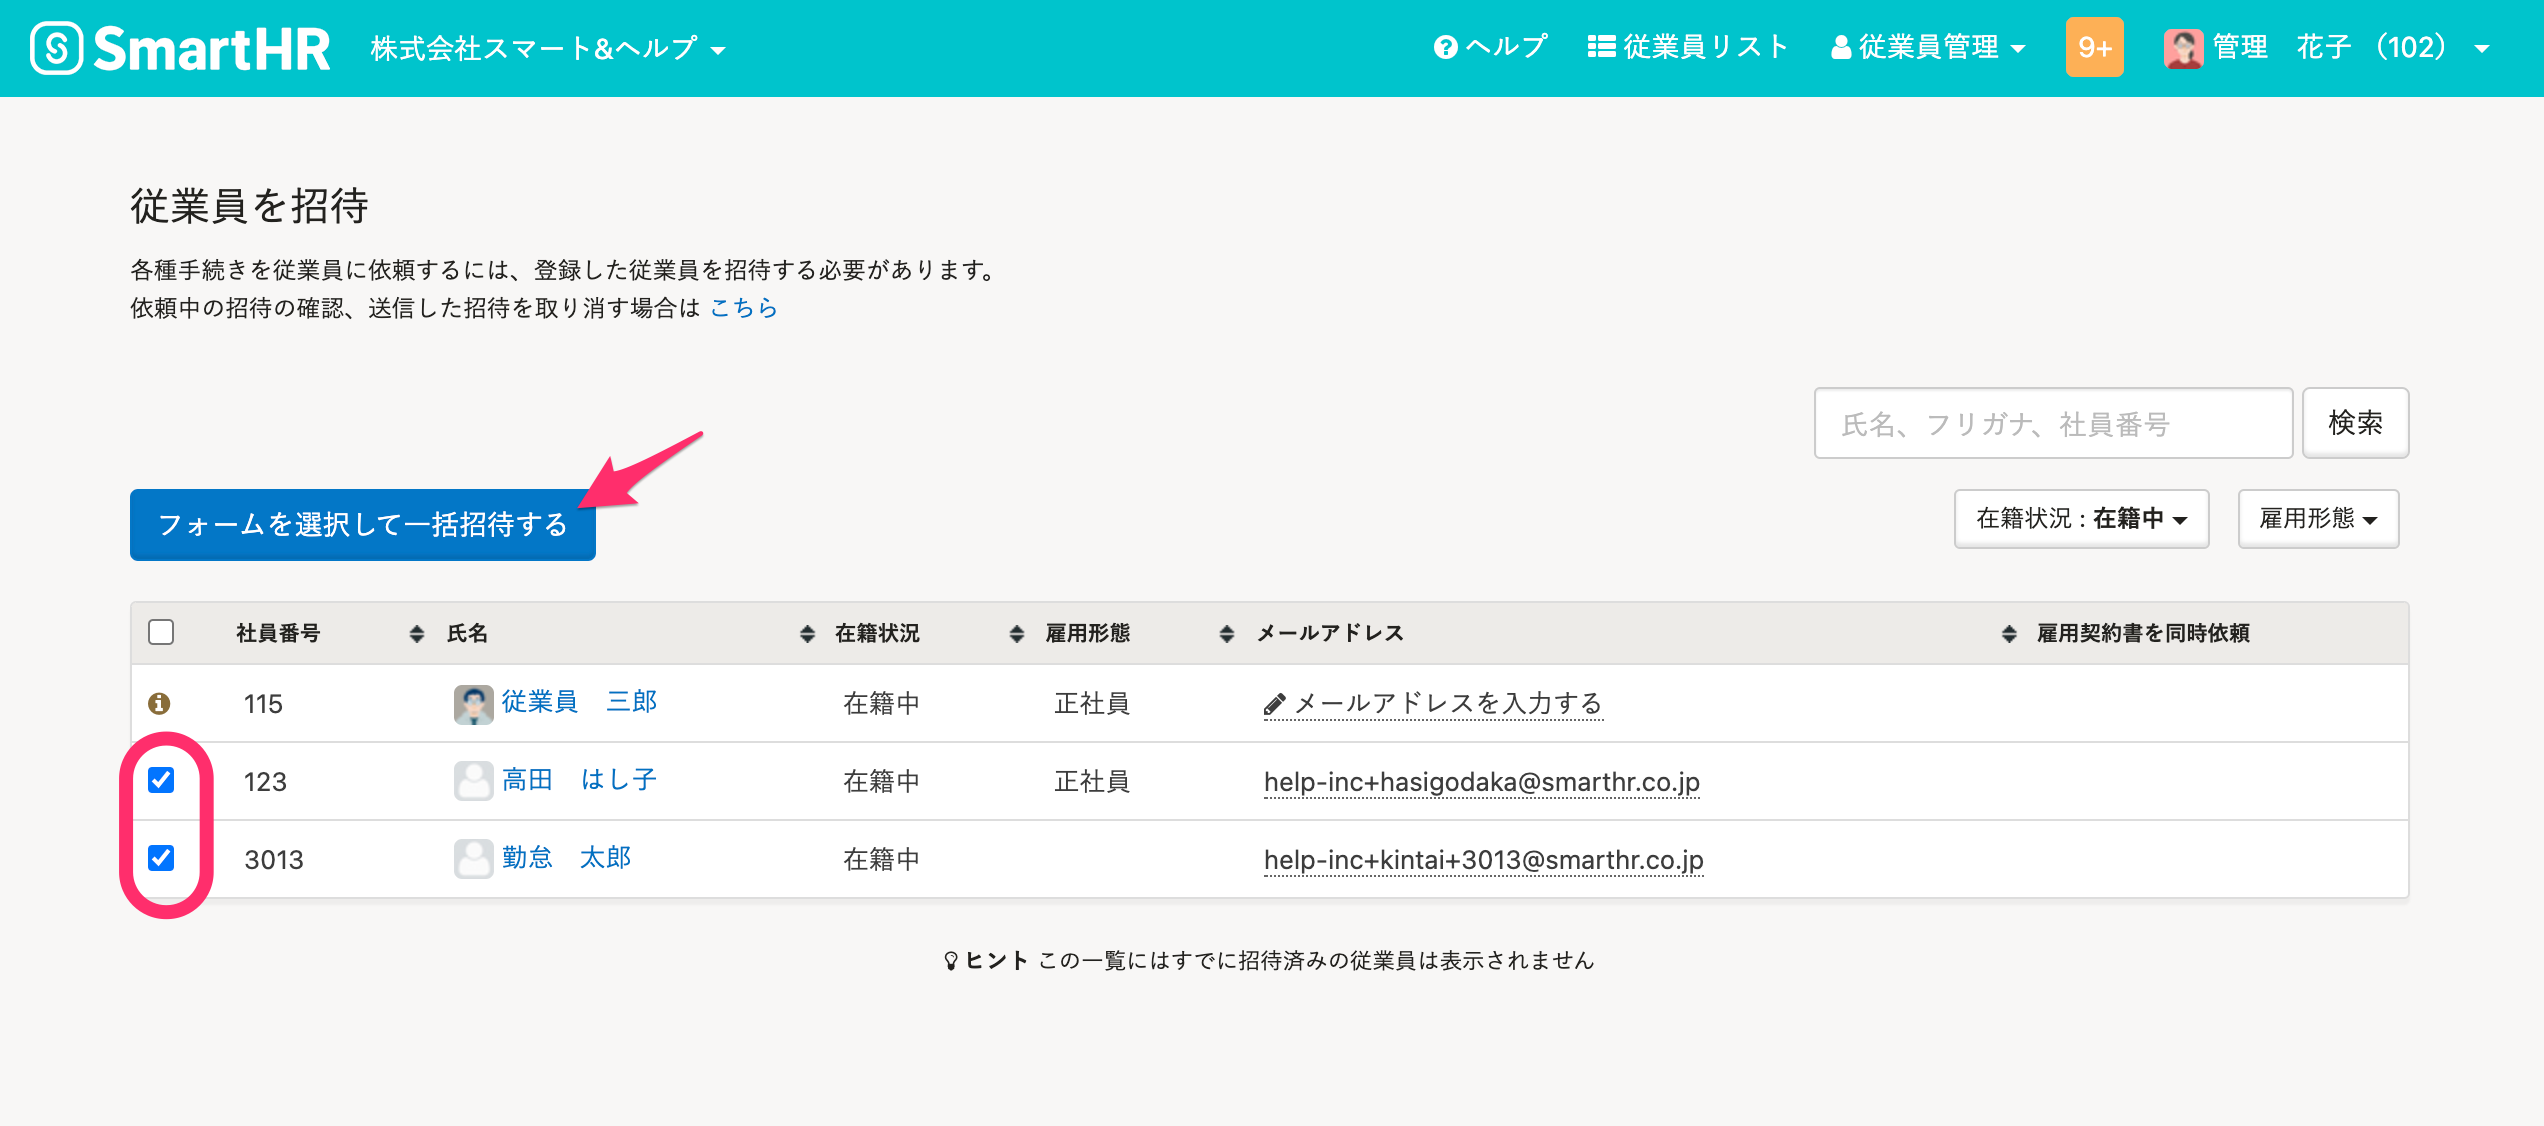 SmartHR 株式会社スマート&ヘルプ ヘルプ 従業員リスト 従業員管理 9+ 管理　花子 （102）
従業員を招待
各種手続きを従業員に依頼するには、登録した従業員を招待する必要があります。
依頼中の招待の確認、送信した招待を取り消す場合は こちら
氏名、フリガナ、社員番号 検索
フォームを選択して一括招待する 在籍状況 : 在籍中 雇用形態
社員番号 氏名 在籍状況 雇用形態 メールアドレス 雇用契約書を同時依頼
115 従業員　三郎 在籍中 正社員 メールアドレスを入力する
123 髙田　はし子 在籍中 正社員 help-inc+hasigodaka@smarthr.co.jp
3013 勤怠　太郎 在籍中 help-inc+kintai+3013@smarthr.co.jp
ヒント この一覧にはすでに招待済みの従業員は表示されません